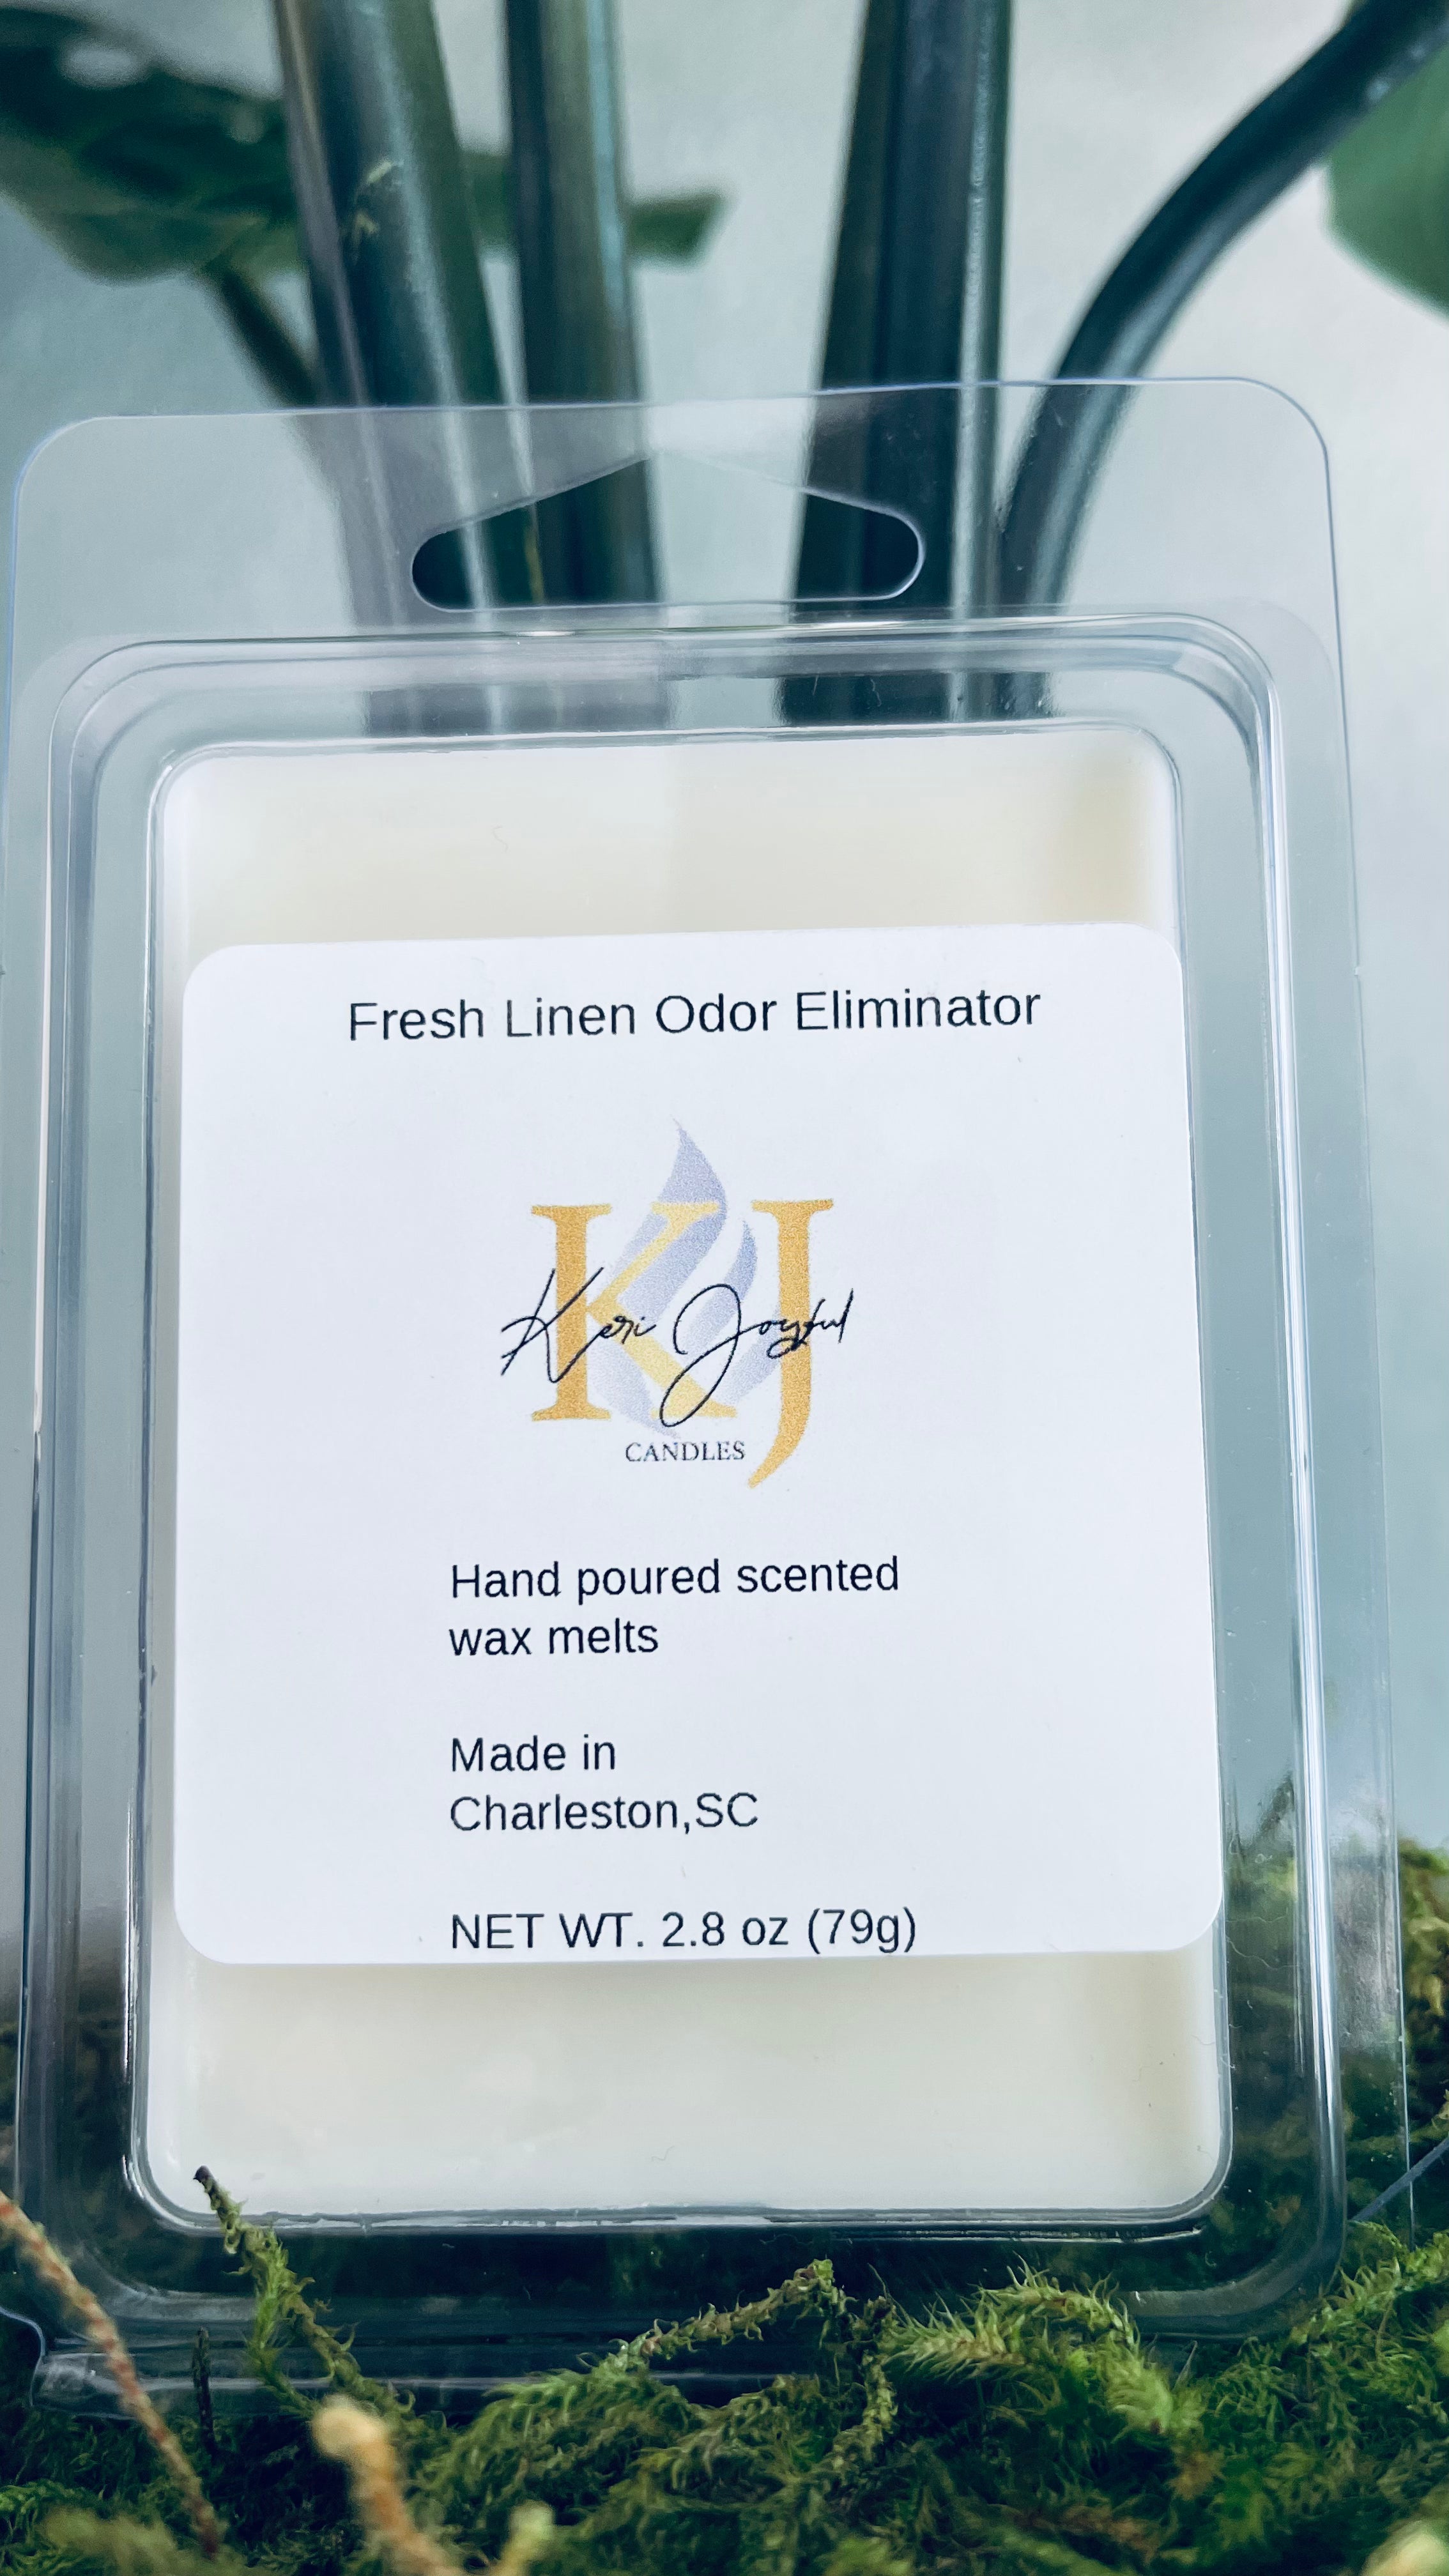 Fresh Linen Odor Eliminator
KJ
Keri Joyful
CANDLES
Hand poured scented
wax melts
Made in
Charleston,SC
NET WT. 2.8 oz (79g)